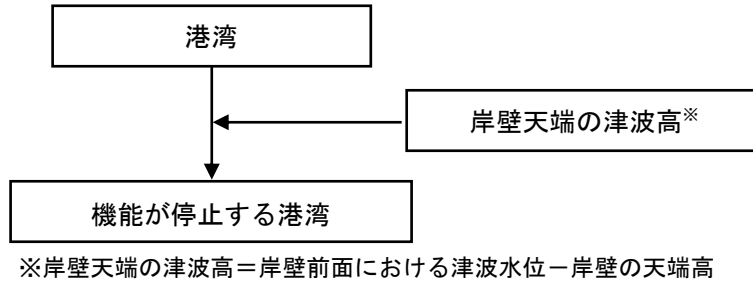 港湾
岸壁天端の津波高※
機能が停止する港湾
※岸壁天端の津波高＝岸壁前面における津波水位－岸壁の天端高